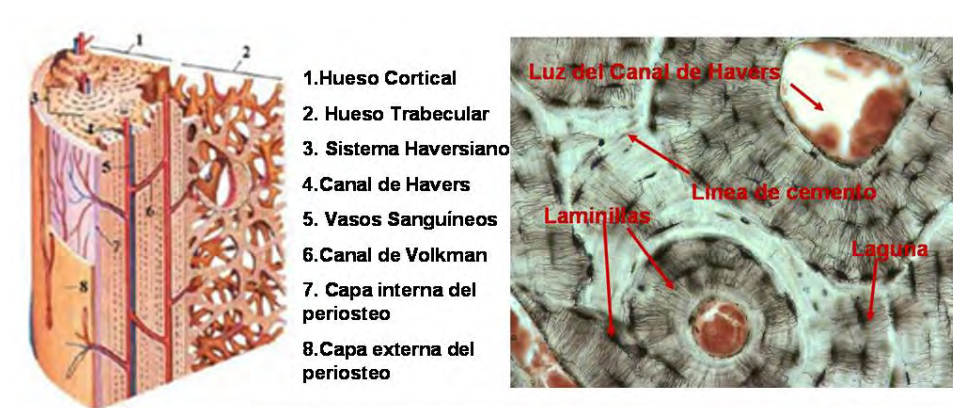 1
2
3
4
5
6
7
8
1.Hueso Cortical
2. Hueso Trabecular
3. Sistema Haversiano
4.Canal de Havers
5. Vasos Sanguíneos
6.Canal de Volkman
7. Capa interna del
periosteo
8.Capa externa del
periosteo
Luz del Canal de Havers
Línea de cemento
Laminillas
Laguna